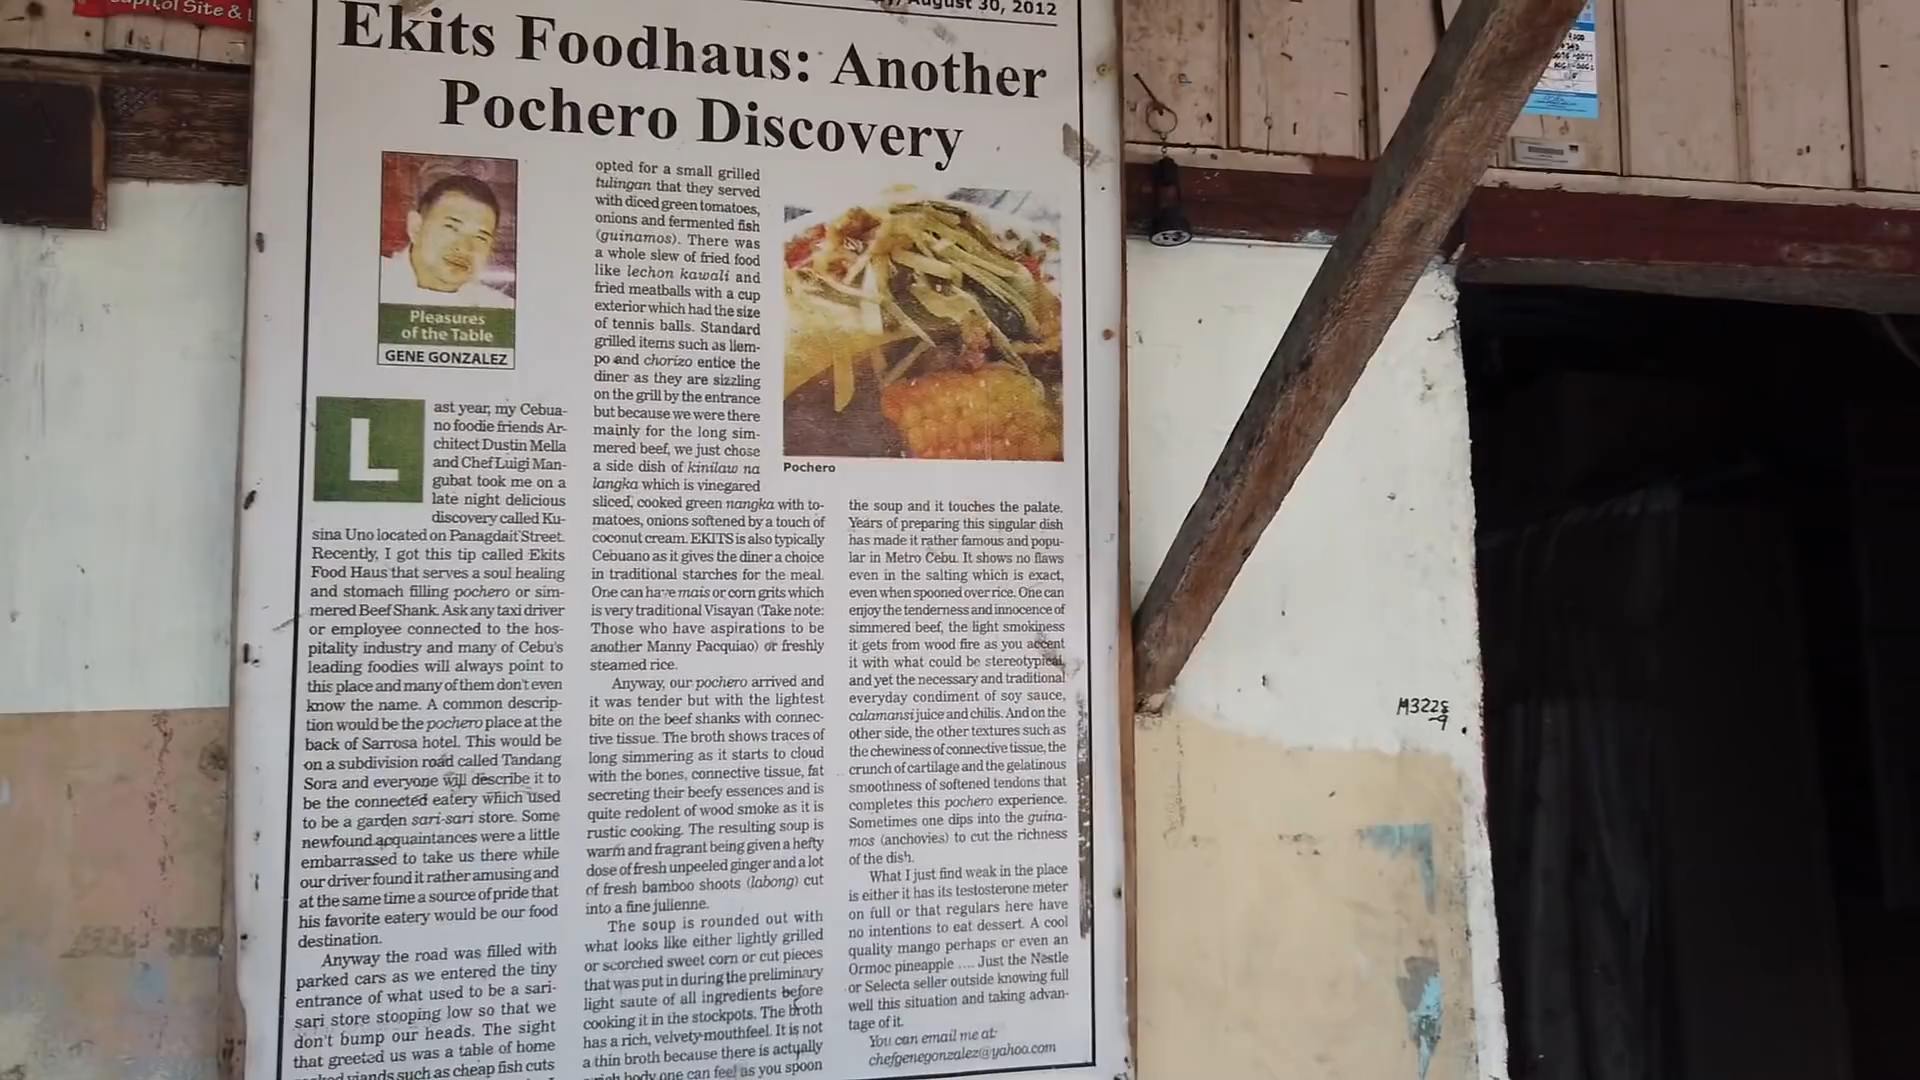 Capitol Site &
August 30, 2012
Ekits Foodhaus: Another
Pochero Discovery
Pleasures
of the Table
GENE GONZALEZ
Last year, my Cebua-
no foodie friends Ar-
chitect Dustin Mella
and Chef Luigi Man-
gubat took me on a
late night delicious
discovery called Ku-
sina Uno located on Panagdait Street.
Recently, I got this tip called Ekits
Food Haus that serves a soul healing
and stomach filling pochero or sim-
mered Beef Shank. Ask any taxi driver
or employee connected to the hos-
pitality industry and many of Cebu's
leading foodies will always point to
this place and many of them don't even
know the name. A common descrip-
tion would be the pochero place at the
back of Sarrosa hotel. This would be
on a subdivision road called Tandang
Sora and everyone will describe it to
be the connected eatery which used
to be a garden sari-sari store. Some
newfound acquaintances were a little
embarrassed to take us there while
our driver found it rather amusing and
at the same time a source of pride that
his favorite eatery would be our food
destination.
Anyway the road was filled with
parked cars as we entered the tiny
entrance of what used to be a sari-
sari store stooping low so that we
don't bump our heads. The sight
that greeted us was a table of home
viands such as cheap fish cuts
opted for a small grilled
tulingan that they served
with diced green tomatoes,
onions and fermented fish
(guinamos). There was
a whole slew of fried food
like lechon kawali and
fried meatballs with a cup
exterior which had the size
of tennis balls. Standard
grilled items such as liem-
po and chorizo entice the
diner as they are sizzling
on the grill by the entrance
but because we were there
mainly for the long sim-
mered beef, we just chose
a side dish of kinilaw na
langka which is vinegared
sliced, cooked green nangka with to-
matoes, onions softened by a touch of
coconut cream. EKITS is also typically
Cebuano as it gives the diner a choice
in traditional starches for the meal.
One can have mais or corn grits which
is very traditional Visayan (Take note:
Those who have aspirations to be
another Manny Pacquiao) or freshly
steamed rice.
Anyway, our pochero arrived and
it was tender but with the lightest
bite on the beef shanks with connec-
tive tissue. The broth shows traces of
long simmering as it starts to cloud
with the bones, connective tissue, fat
secreting their beefy essences and is
quite redolent of wood smoke as it is
rustic cooking. The resulting soup is
warm and fragrant being given a hefty
dose of fresh unpeeled ginger and a lot
of fresh bamboo shoots (labong) cut
into a fine julienne.
The soup is rounded out with
what looks like either lightly grilled
or scorched sweet corn or cut pieces
that was put in during the preliminary
light saute of all ingredients before
cooking it in the stockpots. The broth
has a rich, velvety-mouthfeel. It is not
a thin broth because there is actually
body one can feel as you spoon
Pochero
the soup and it touches the palate.
Years of preparing this singular dish
has made it rather famous and popu-
lar in Metro Cebu. It shows no flaws
even in the salting which is exact,
even when spooned over rice. One can
enjoy the tenderness and innocence of
simmered beef, the light smokiness
it gets from wood fire as you accent
it with what could be stereotypical,
and yet the necessary and traditional
everyday condiment of soy sauce,
calamansi juice and chilis. And on the
other side, the other textures such as
the chewiness of connective tissue, the
crunch of cartilage and the gelatinous
smoothness of softened tendons that
completes this pochero experience.
Sometimes one dips into the guina-
mos (anchovies) to cut the richness
of the dish.
What I just find weak in the place
is either it has its testosterone meter
on full or that regulars here have
no intentions to eat dessert. A cool
quality mango perhaps or even an
Ormoc pineapple .... Just the Nestle
or Selecta seller outside knowing full
well this situation and taking advan-
tage of it.
You can email me at:
chefgenegonzalez@yahoo.com
M3228
-9